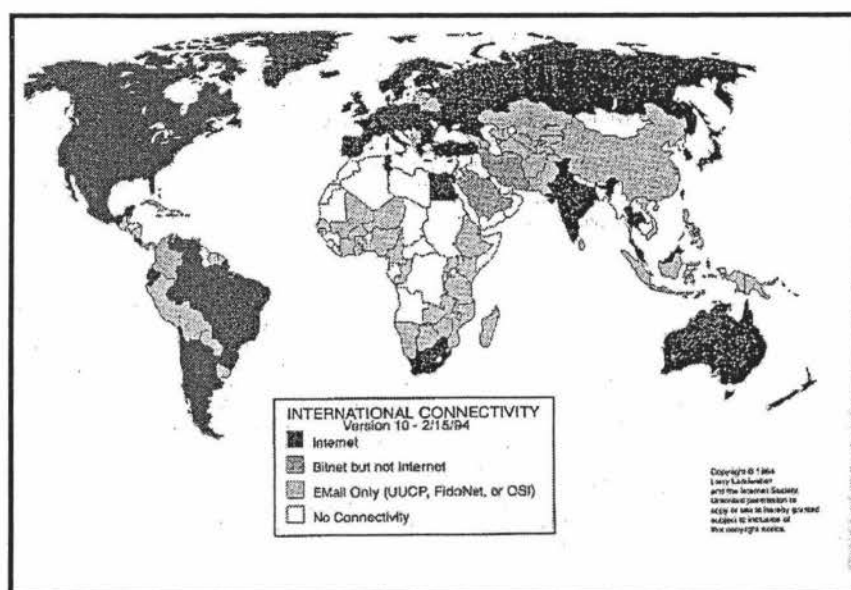 INTERNATIONAL CONNECTIVITY
Version 10 - 2/15/94
Internet
Bitnet but not Internet
EMail Only (UUCP, FidoNet, or OSI)
No Connectivity
Copyright © 1994
Larry Landweber
and the Internet Society.
Unlimited permission to
copy or use is hereby granted
subject to inclusion of
this copyright notice.